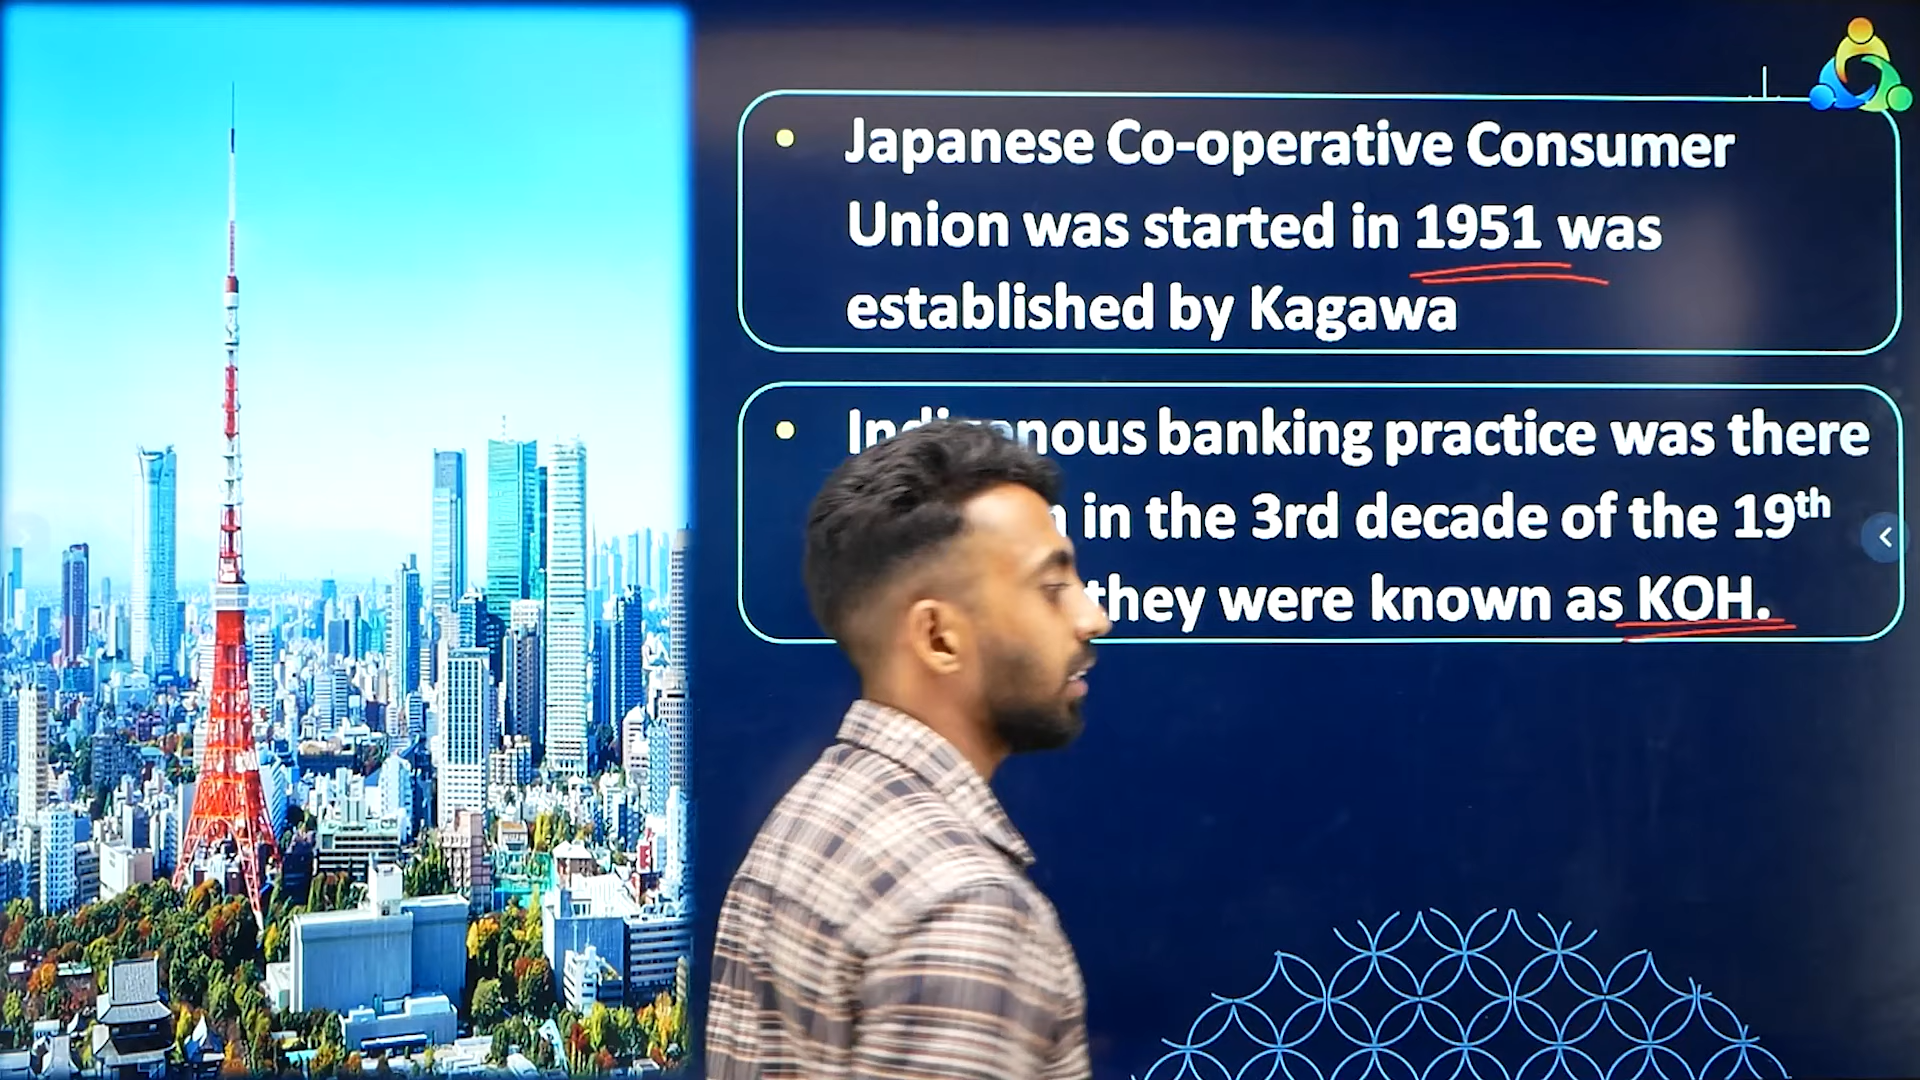 Japanese Co-operative Consumer
Union was started in 1951 was
established by Kagawa
banking practice was there
in the 3rd decade of the 19th
they were known as KOH.